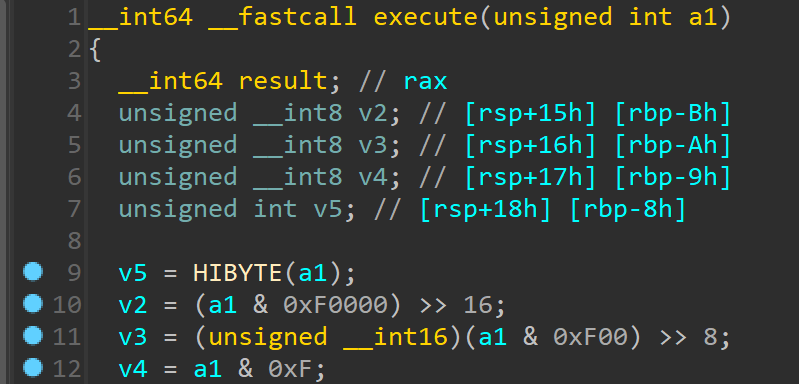 1 __int64 __fastcall execute(unsigned int a1)
2 {
3   __int64 result; // rax
4   unsigned __int8 v2; // [rsp+15h] [rbp-Bh]
5   unsigned __int8 v3; // [rsp+16h] [rbp-Ah]
6   unsigned __int8 v4; // [rsp+17h] [rbp-9h]
7   unsigned int v5; // [rsp+18h] [rbp-8h]
8
9   v5 = HIBYTE(a1);
10   v2 = (a1 & 0xF0000) >> 16;
11   v3 = (unsigned __int16)(a1 & 0xF00) >> 8;
12   v4 = a1 & 0xF;